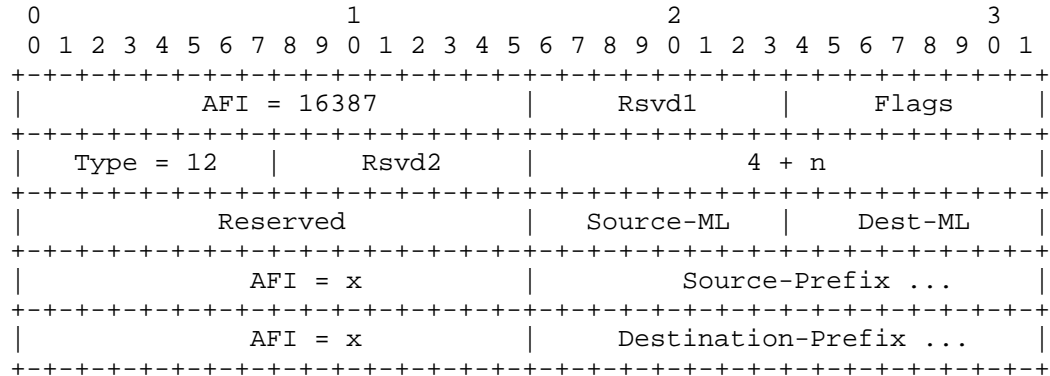 0                   1                   2                   3
 0 1 2 3 4 5 6 7 8 9 0 1 2 3 4 5 6 7 8 9 0 1 2 3 4 5 6 7 8 9 0 1
+-+-+-+-+-+-+-+-+-+-+-+-+-+-+-+-+-+-+-+-+-+-+-+-+-+-+-+-+-+-+-+-+
|           AFI = 16387           |     Rsvd1     |     Flags     |
+-+-+-+-+-+-+-+-+-+-+-+-+-+-+-+-+-+-+-+-+-+-+-+-+-+-+-+-+-+-+-+-+
|   Type = 12   |     Rsvd2     |             4 + n             |
+-+-+-+-+-+-+-+-+-+-+-+-+-+-+-+-+-+-+-+-+-+-+-+-+-+-+-+-+-+-+-+-+
|            Reserved           |   Source-ML   |    Dest-ML    |
+-+-+-+-+-+-+-+-+-+-+-+-+-+-+-+-+-+-+-+-+-+-+-+-+-+-+-+-+-+-+-+-+
|              AFI = x          |         Source-Prefix ...     |
+-+-+-+-+-+-+-+-+-+-+-+-+-+-+-+-+-+-+-+-+-+-+-+-+-+-+-+-+-+-+-+-+
|              AFI = x          |     Destination-Prefix ...    |
+-+-+-+-+-+-+-+-+-+-+-+-+-+-+-+-+-+-+-+-+-+-+-+-+-+-+-+-+-+-+-+-+